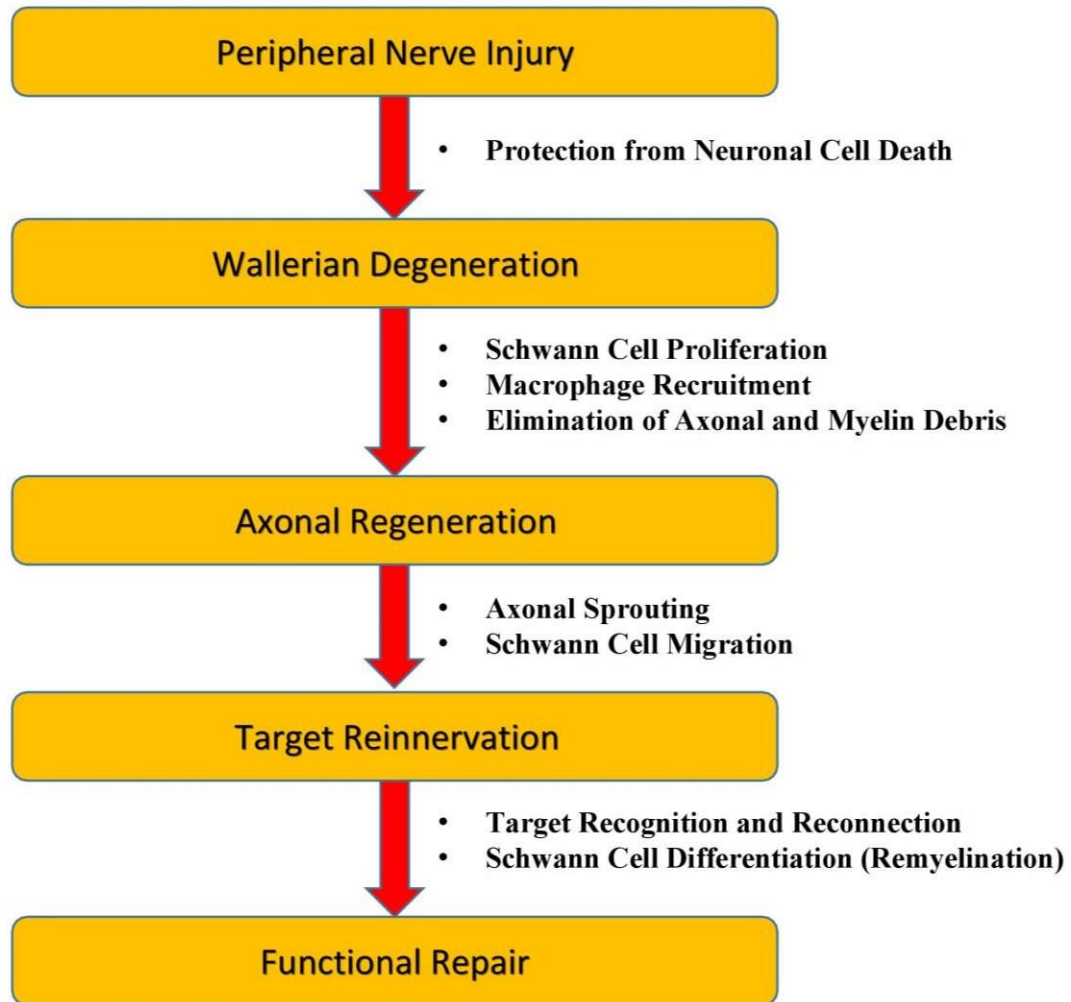 Peripheral Nerve Injury
• Protection from Neuronal Cell Death
Wallerian Degeneration
• Schwann Cell Proliferation
• Macrophage Recruitment
• Elimination of Axonal and Myelin Debris
Axonal Regeneration
• Axonal Sprouting
• Schwann Cell Migration
Target Reinnervation
• Target Recognition and Reconnection
• Schwann Cell Differentiation (Remyelination)
Functional Repair